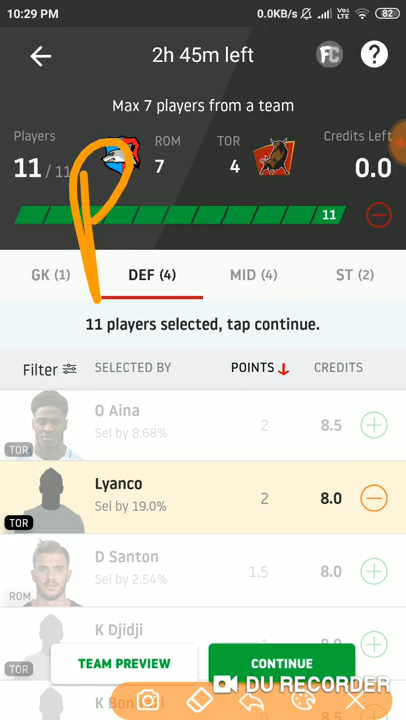 10:29 PM
0.0KB/s
Vo)
LTE
82
2h 45m left
FC
?
Max 7 players from a team
Players
ROM
TOR
Credits Left
11 / 11
7
4
0.0
11
GK (1)
DEF (4)
MID (4)
ST (2)
11 players selected, tap continue.
Filter
SELECTED BY
POINTS
CREDITS
O Aina
Sel by 8.68%
2
8.5
TOR
Lyanco
Sel by 19.0%
2
8.0
TOR
D Santon
Sel by 2.54%
1.5
8.0
ROM
K Djidji
TOR
TEAM PREVIEW
CONTINUE
DU RECORDER